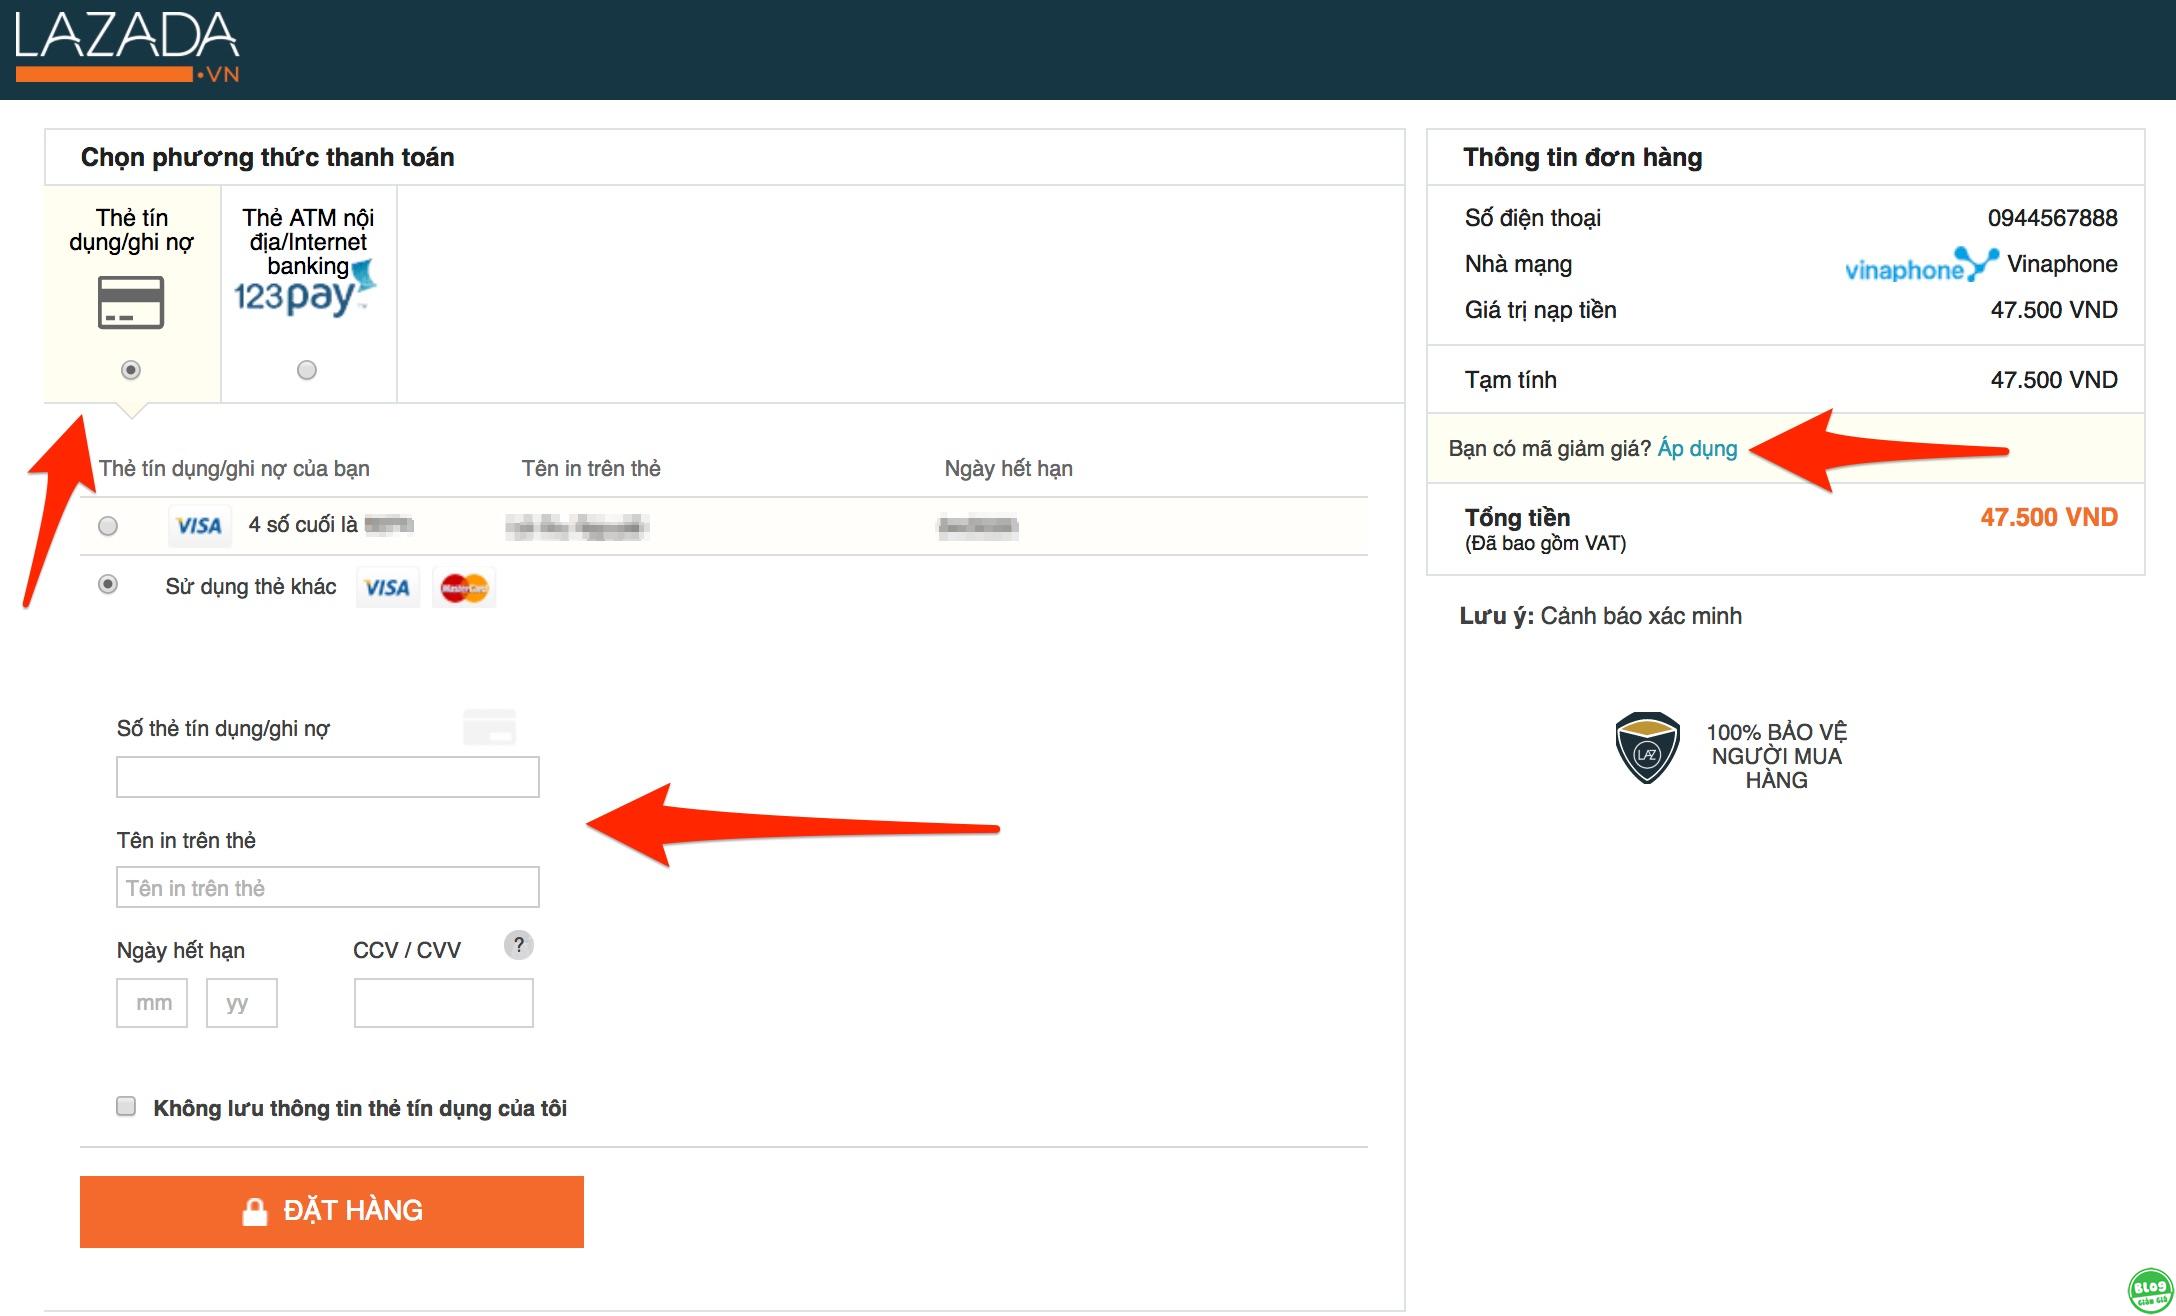 LAZADA
.VN
Chọn phương thức thanh toán
Thẻ tín
dụng/ghi nợ
Thẻ ATM nội
địa/Internet
banking
123pay
Thẻ tín dụng/ghi nợ của bạn Tên in trên thẻ Ngày hết hạn
VISA 4 số cuối là
Sử dụng thẻ khác VISA MasterCard
Số thẻ tín dụng/ghi nợ
Tên in trên thẻ
Tên in trên thẻ
Ngày hết hạn CCV / CVV ?
mm yy
Không lưu thông tin thẻ tín dụng của tôi
ĐẶT HÀNG
Thông tin đơn hàng
Số điện thoại 0944567888
Nhà mạng vinaphone Vinaphone
Giá trị nạp tiền 47.500 VND
Tạm tính 47.500 VND
Bạn có mã giảm giá? Áp dụng
Tổng tiền 47.500 VND
(Đã bao gồm VAT)
Lưu ý: Cảnh báo xác minh
LAZ
100% BẢO VỆ
NGƯỜI MUA
HÀNG
BLOG
Giảm Giá